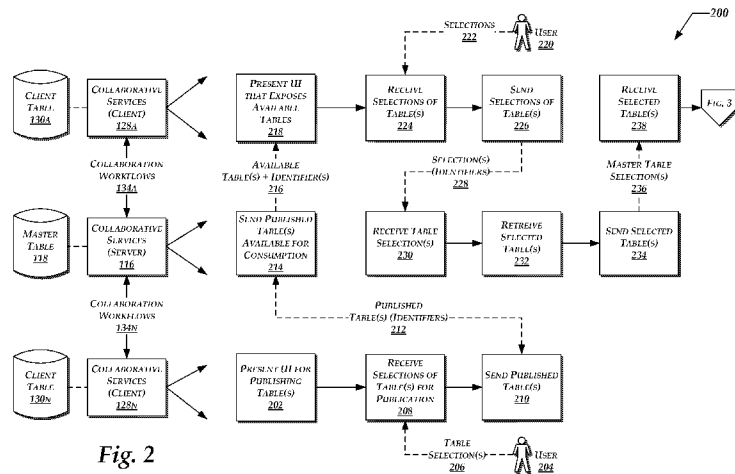 200
SELECTIONS
222
USER
220
CLIENT
TABLE
130A
COLLABORATIVE
SERVICES
(CLIENT)
128A
PRESENT UI
THAT EXPOSES
AVAILABLE
TABLES
218
RECEIVE
SELECTIONS OF
TABLE(S)
224
SEND
SELECTIONS OF
TABLE(S)
226
RECEIVE
SELECTED
TABLE(S)
238
FIG. 3
COLLABORATION
WORKFLOWS
134A
AVAILABLE
TABLE(S) + IDENTIFIER(S)
216
SELECTION(S)
(IDENTIFIERS)
228
MASTER TABLE
SELECTION(S)
236
MASTER
TABLE
118
COLLABORATIVE
SERVICES
(SERVER)
116
SEND PUBLISHED
TABLE(S)
AVAILABLE FOR
CONSUMPTION
214
RECEIVE TABLE
SELECTION(S)
230
RETREIVE
SELECTED
TABLE(S)
232
SEND SELECTED
TABLE(S)
234
COLLABORATION
WORKFLOWS
134N
PUBLISHED
TABLE(S) (IDENTIFIERS)
212
CLIENT
TABLE
130N
COLLABORATIVE
SERVICES
(CLIENT)
128N
PRESENT UI FOR
PUBLISHING
TABLE(S)
202
RECEIVE
SELECTIONS OF
TABLE(S) FOR
PUBLICATION
208
SEND PUBLISHED
TABLE(S)
210
Fig. 2
TABLE
SELECTION(S)
206
USER
204